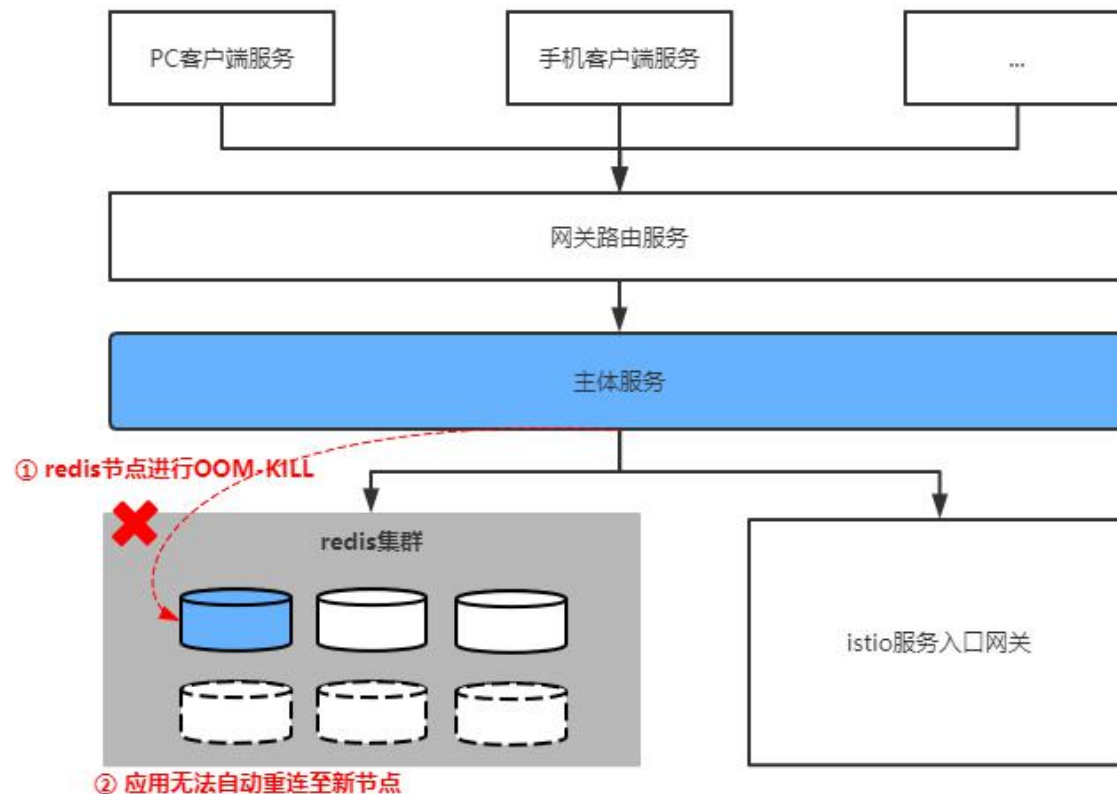 PC客户端服务
手机客户端服务
...
网关路由服务
主体服务
① redis节点进行OOM-KILL
redis集群
istio服务入口网关
② 应用无法自动重连至新节点